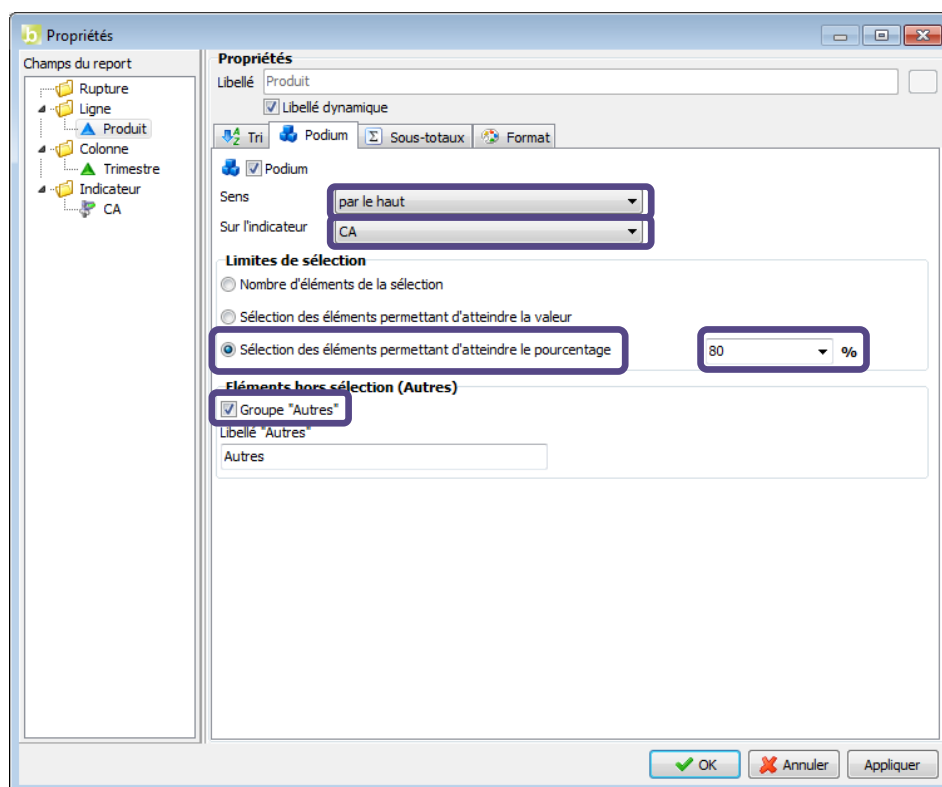 Propriétés
Champs du report
Rupture
Ligne
Produit
Colonne
Trimestre
Indicateur
CA
Propriétés
Libellé Produit
Libellé dynamique
Tri Podium Σ Sous-totaux Format
Podium
Sens par le haut
Sur l'indicateur CA
Limites de sélection
Nombre d'éléments de la sélection
Sélection des éléments permettant d'atteindre la valeur
Sélection des éléments permettant d'atteindre le pourcentage 80 %
Eléments hors sélection (Autres)
Groupe "Autres"
Libellé "Autres"
Autres
OK Annuler Appliquer